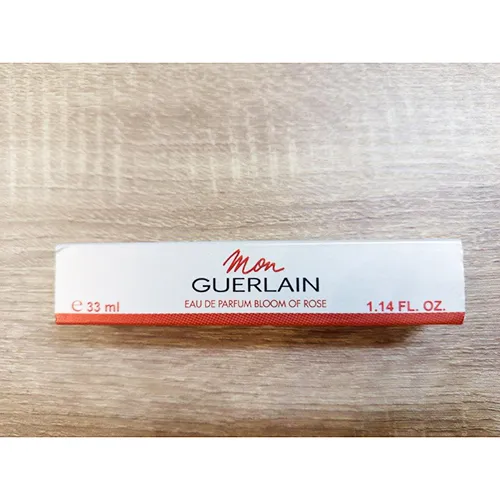 Mon
GUERLAIN
EAU DE PARFUM BLOOM OF ROSE
℮ 33 ml
1.14 FL. OZ.